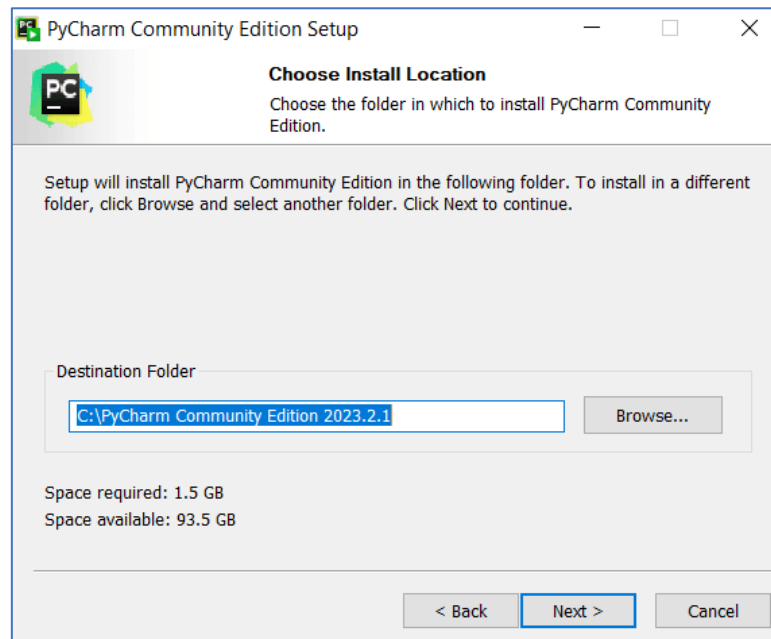 PyCharm Community Edition Setup
PC
Choose Install Location
Choose the folder in which to install PyCharm Community
Edition.
Setup will install PyCharm Community Edition in the following folder. To install in a different
folder, click Browse and select another folder. Click Next to continue.
Destination Folder
C:\PyCharm Community Edition 2023.2.1
Browse...
Space required: 1.5 GB
Space available: 93.5 GB
< Back
Next >
Cancel